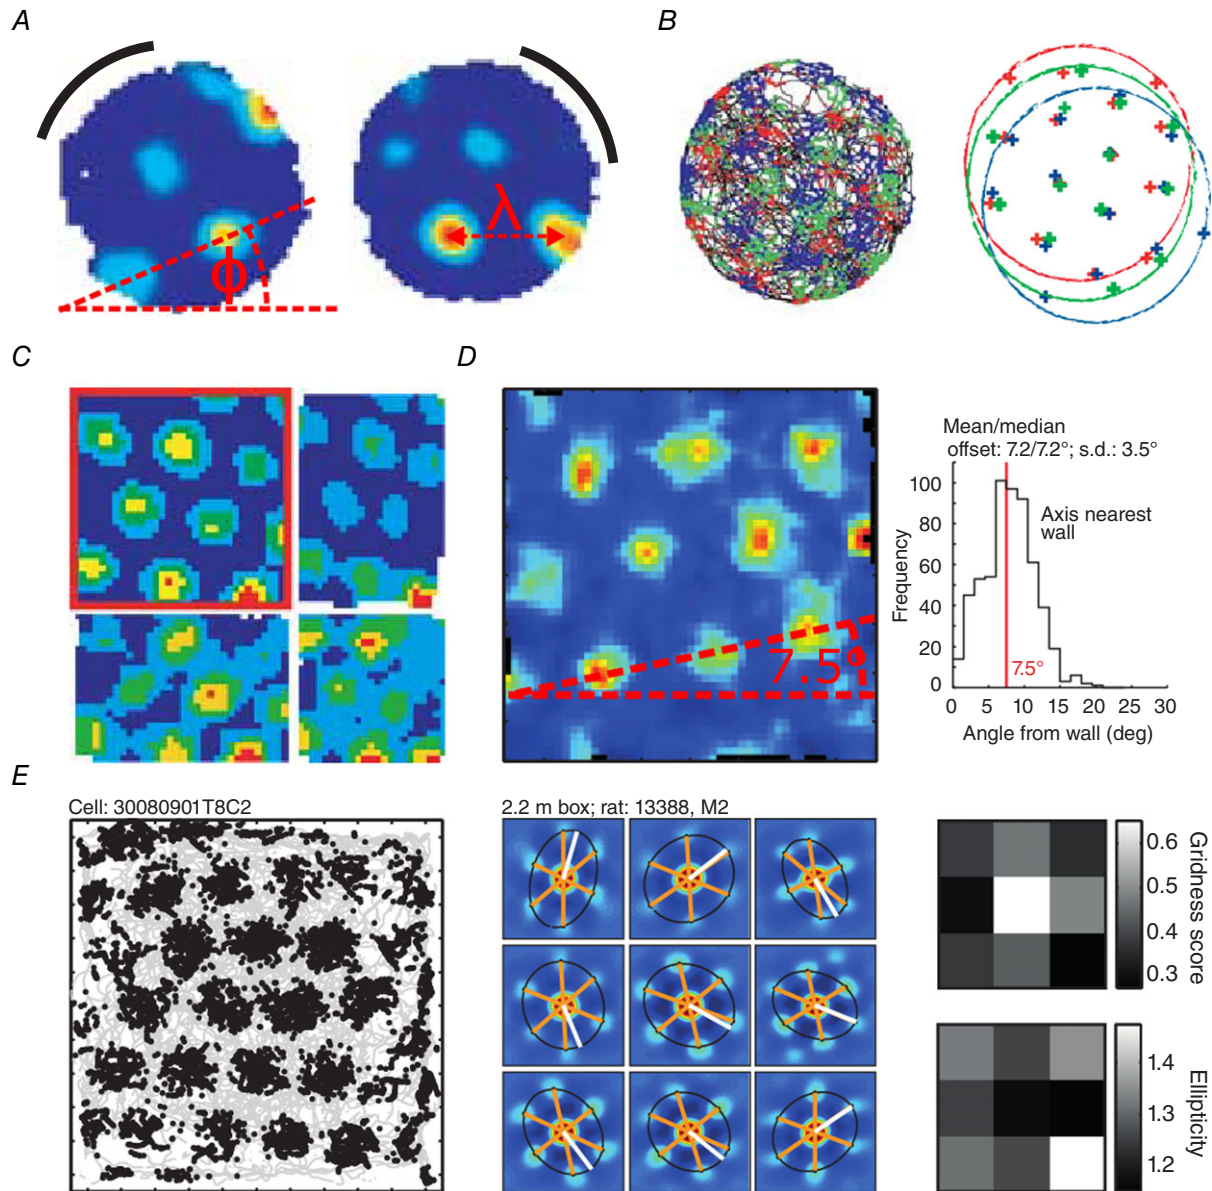 A
B
ϕ
λ
C
D
7.5°
Mean/median
offset: 7.2/7.2°; s.d.: 3.5°
Axis nearest
wall
Frequency
100
80
60
40
20
0
7.5°
0 5 10 15 20 25 30
Angle from wall (deg)
E
Cell: 30080901T8C2
2.2 m box; rat: 13388, M2
0.6
0.5
0.4
0.3
Gridness score
1.4
1.3
1.2
Ellipticity